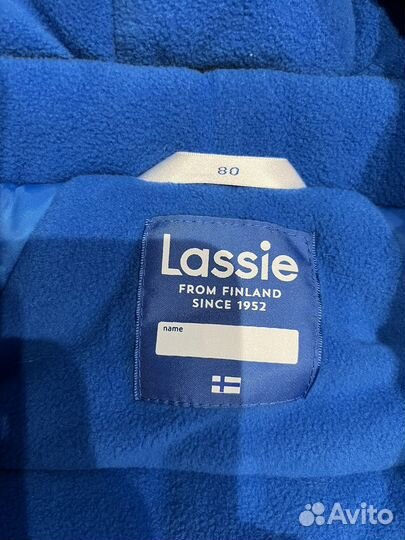 80
Lassie
FROM FINLAND
SINCE 1952
name
Avito